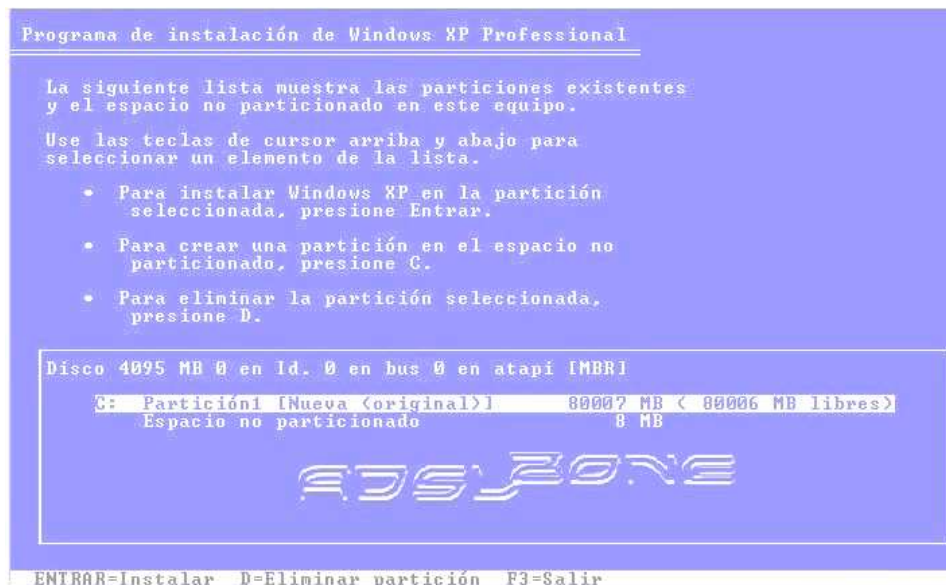 Programa de instalación de Windows XP Professional
La siguiente lista muestra las particiones existentes
y el espacio no particionado en este equipo.
Use las teclas de cursor arriba y abajo para
seleccionar un elemento de la lista.
• Para instalar Windows XP en la partición
seleccionada, presione Entrar.
• Para crear una partición en el espacio no
particionado, presione C.
• Para eliminar la partición seleccionada,
presione D.
Disco 4095 MB 0 en Id. 0 en bus 0 en atapi [MBR]
C: Partición1 [Nueva (original)] 80007 MB ( 80006 MB libres)
Espacio no particionado 8 MB
ADSLZONE
ENTRAR=Instalar D=Eliminar partición F3=Salir